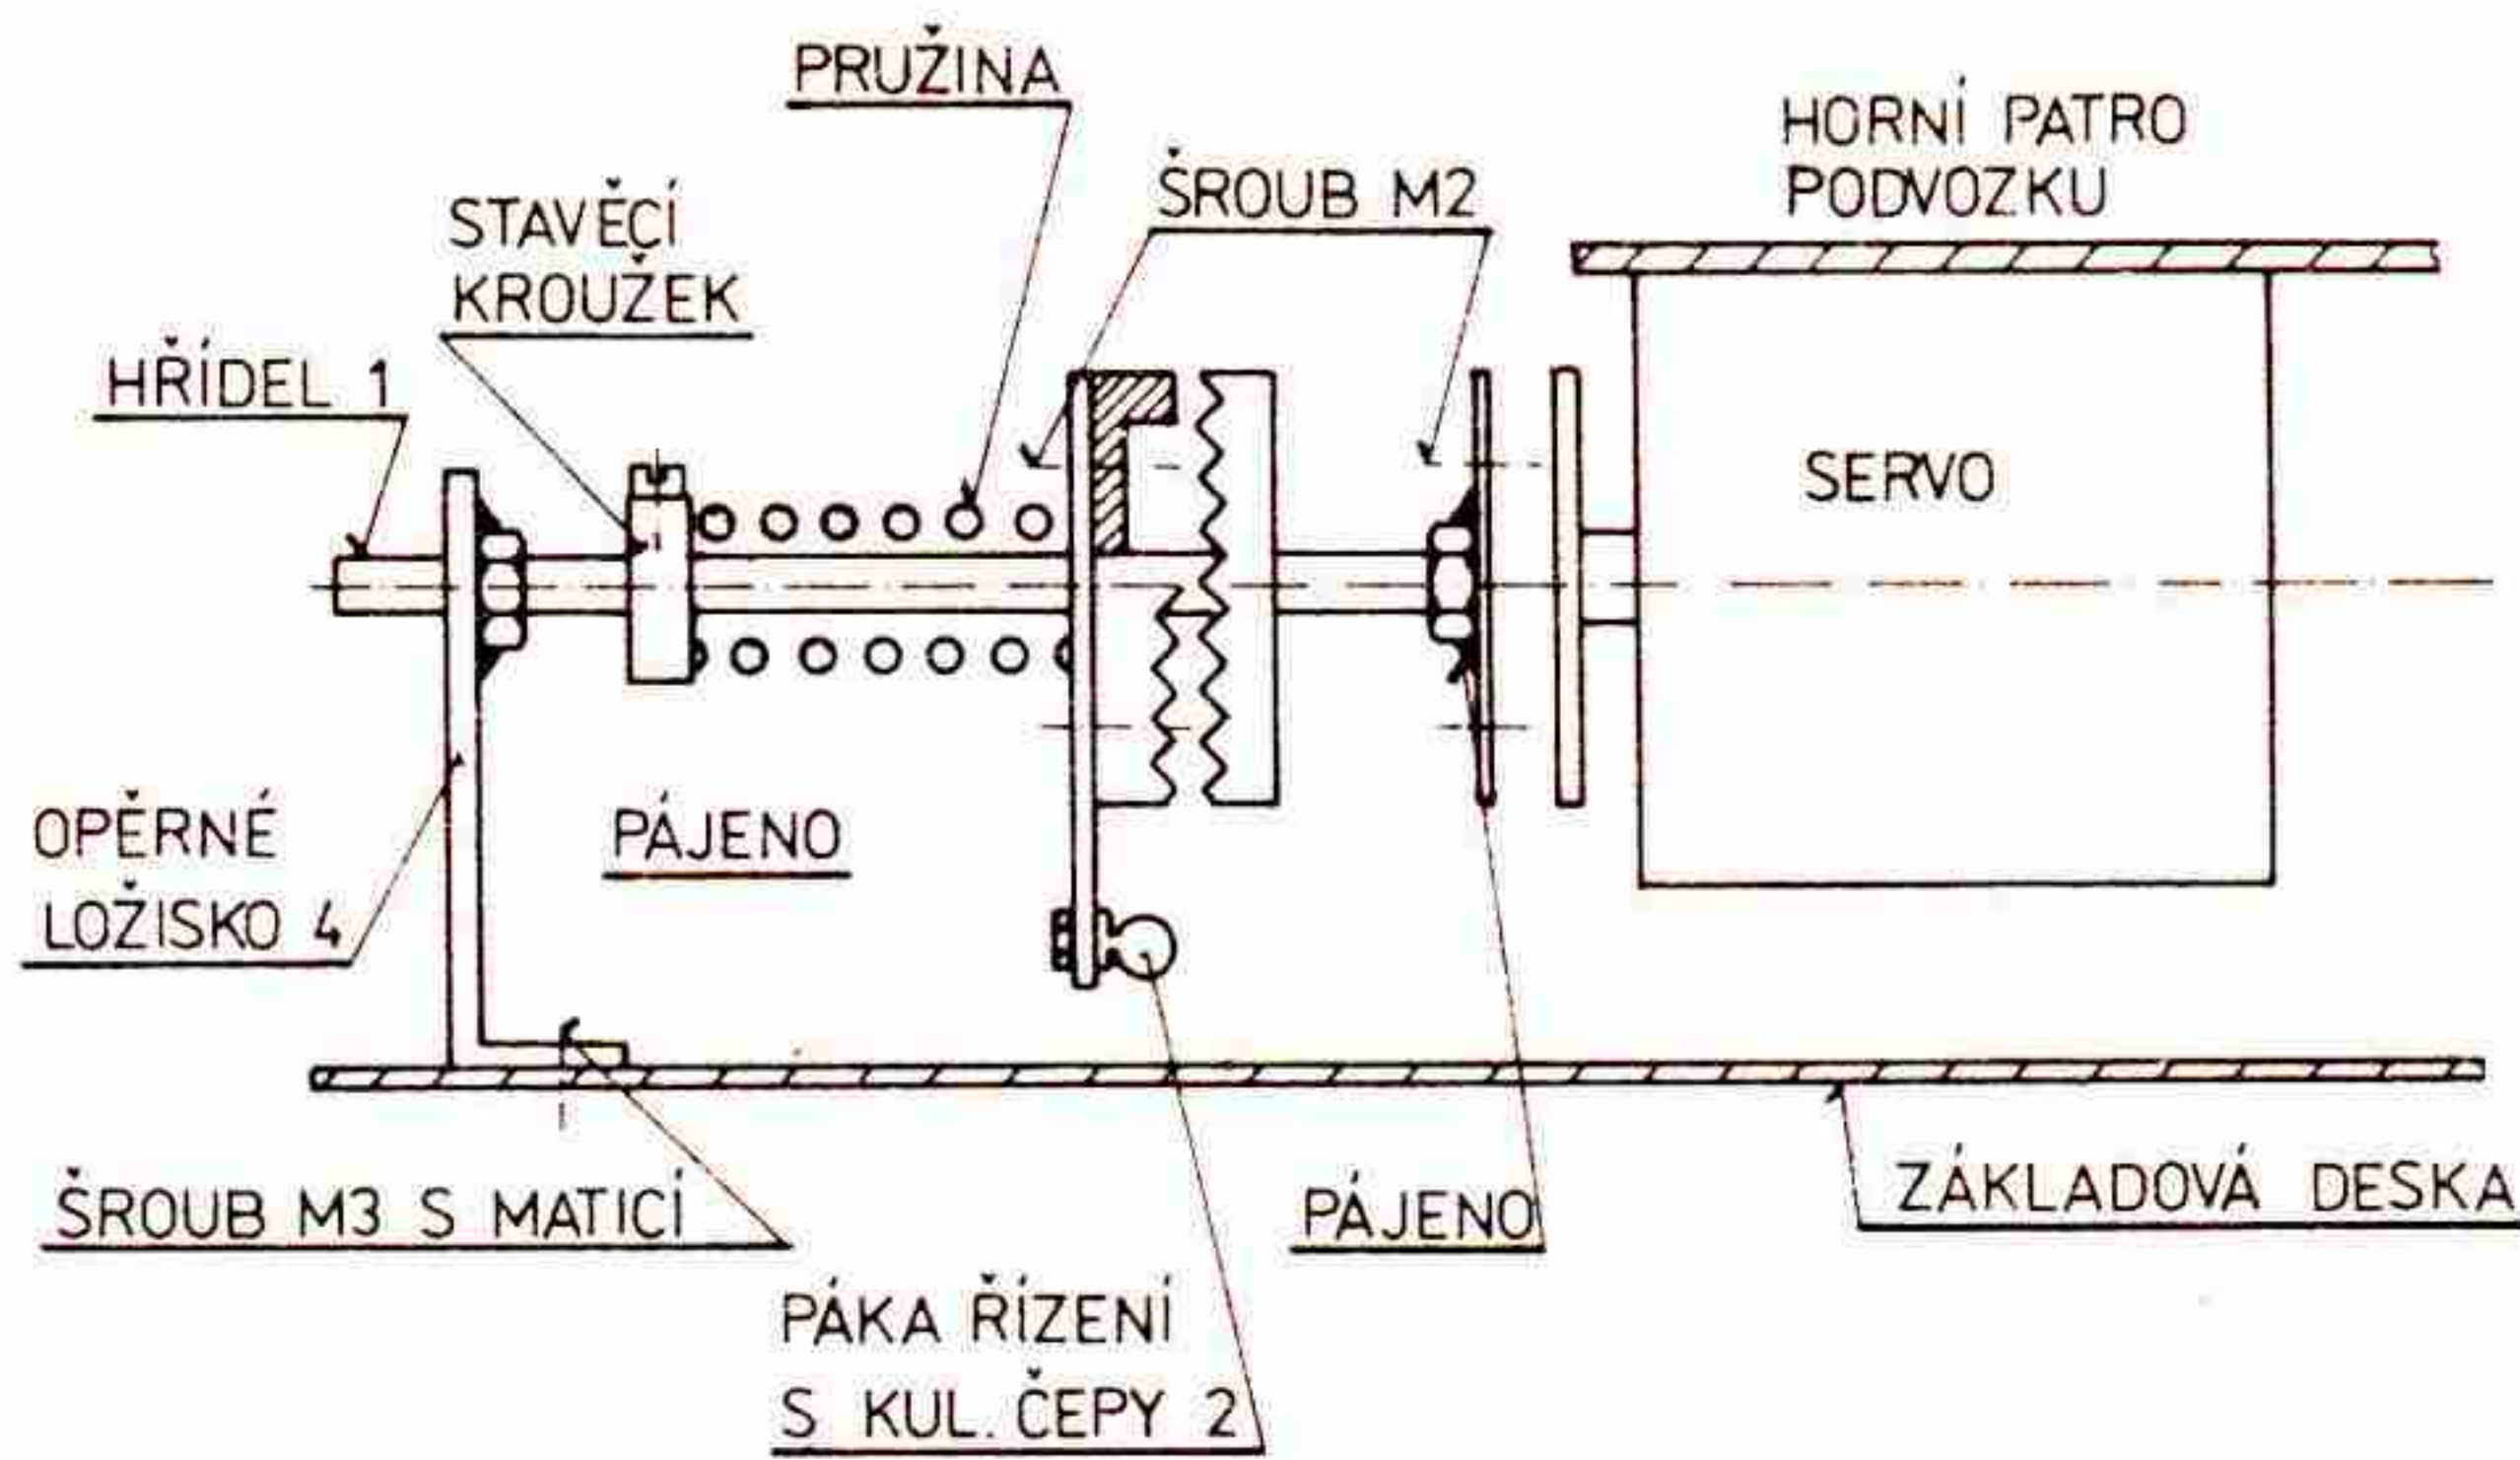 PRUŽINA
HORNÍ PATRO
PODVOZKU
ŠROUB M2
STAVĚCÍ
KROUŽEK
HŘÍDEL 1
SERVO
OPĚRNÉ
LOŽISKO 4
PÁJENO
ŠROUB M3 S MATICÍ
PÁJENO
ZÁKLADOVÁ DESKA
PÁKA ŘÍZENÍ
S KUL. ČEPY 2